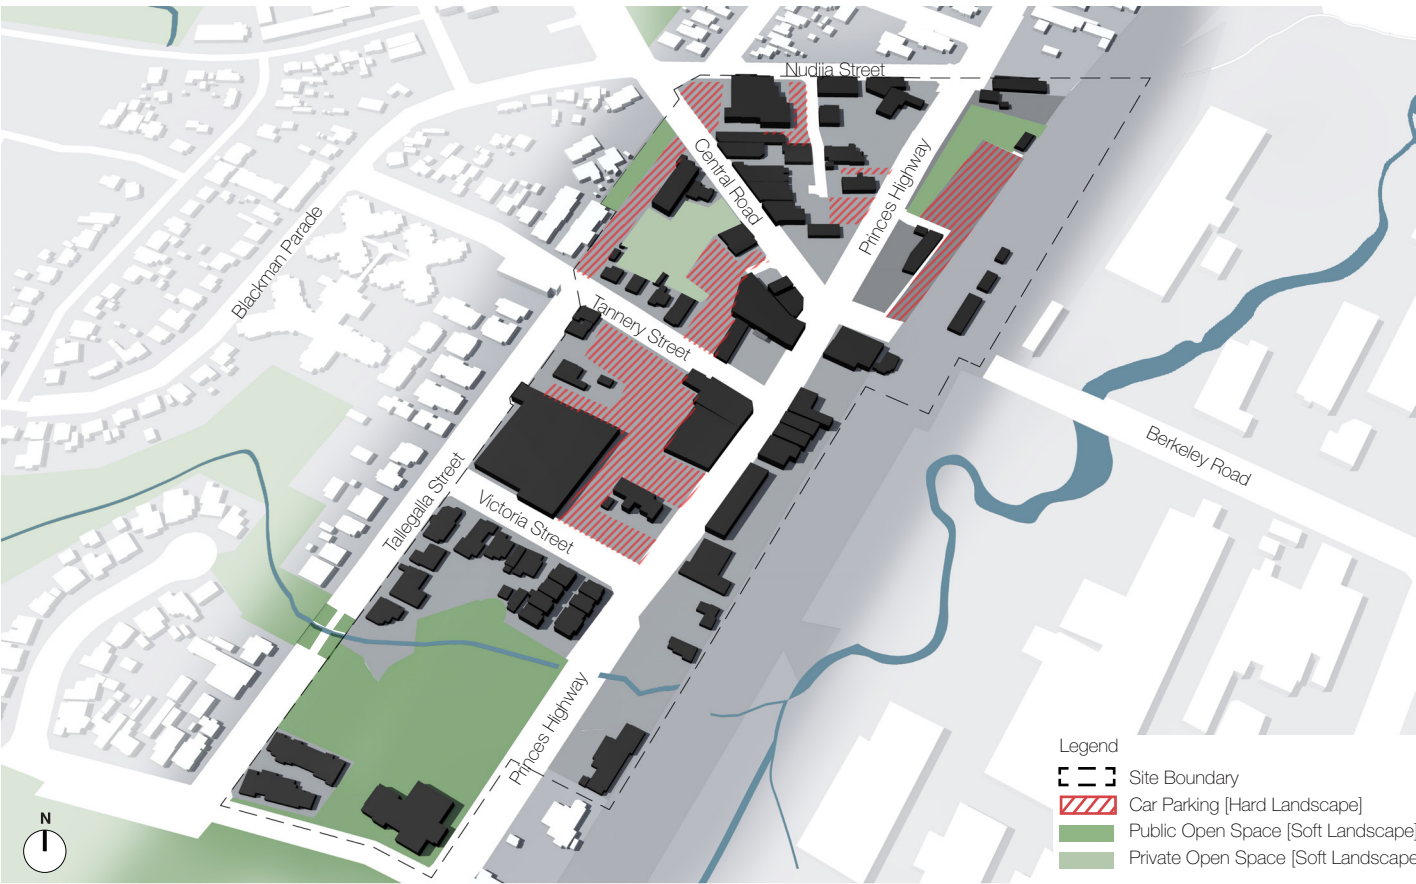 Nudjia Street
Central Road
Princes Highway
Blackman Parade
Tannery Street
Berkeley Road
Tallegalla Street
Victoria Street
Princes Highway
Legend
Site Boundary
Car Parking [Hard Landscape]
Public Open Space [Soft Landscape]
Private Open Space [Soft Landscape
N